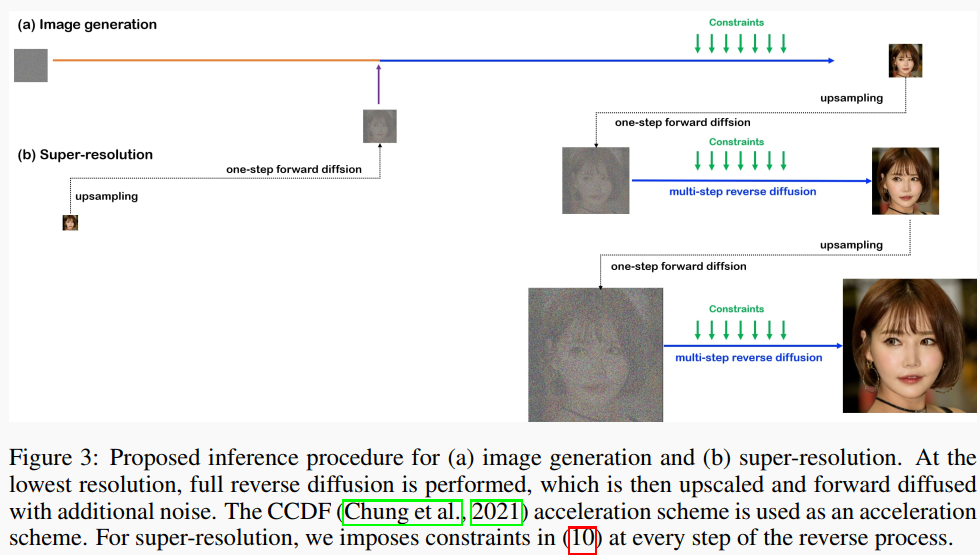 (a) Image generation
Constraints
upsampling
one-step forward diffsion
(b) Super-resolution
Constraints
one-step forward diffsion
multi-step reverse diffusion
upsampling
upsampling
one-step forward diffsion
Constraints
multi-step reverse diffusion
Figure 3: Proposed inference procedure for (a) image generation and (b) super-resolution. At the
lowest resolution, full reverse diffusion is performed, which is then upscaled and forward diffused
with additional noise. The CCDF (Chung et al., 2021) acceleration scheme is used as an acceleration
scheme. For super-resolution, we imposes constraints in (10) at every step of the reverse process.